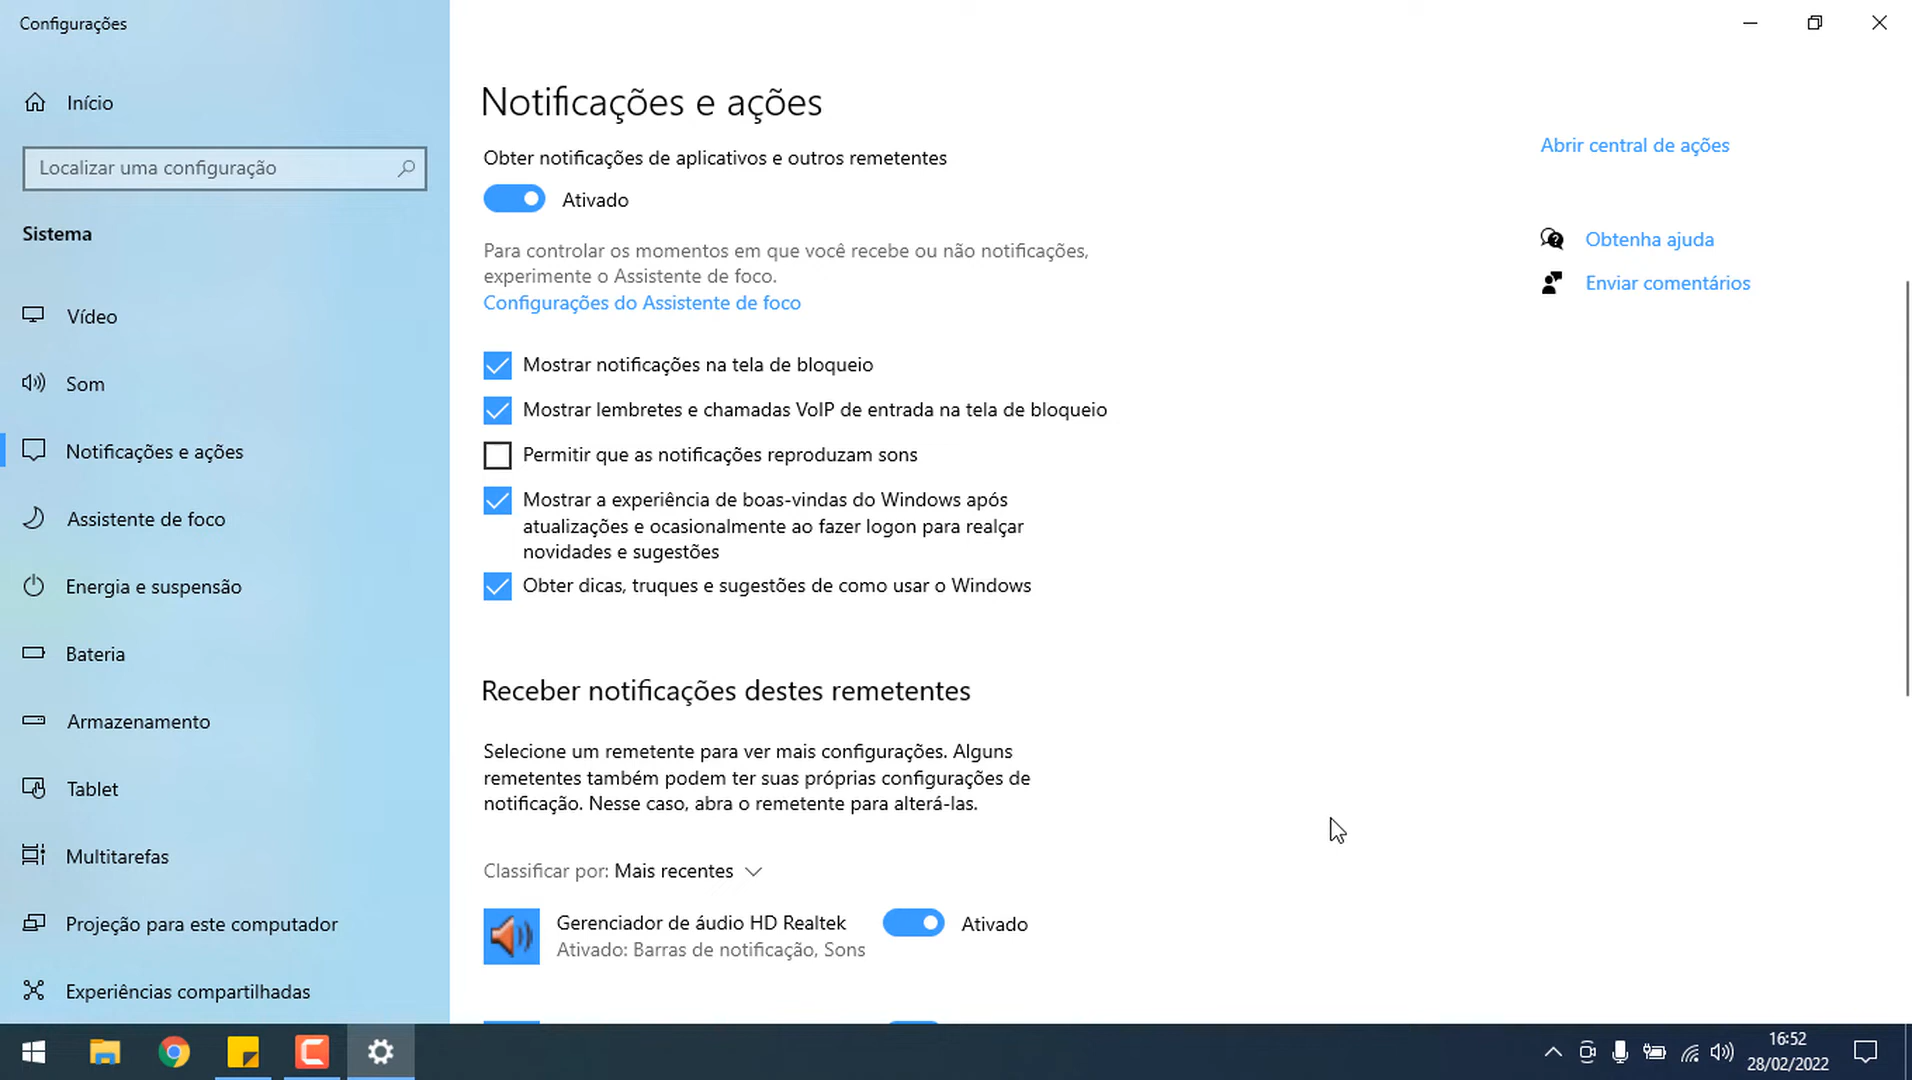 Configurações
Início
Localizar uma configuração
Sistema
Vídeo
Som
Notificações e ações
Assistente de foco
Energia e suspensão
Bateria
Armazenamento
Tablet
Multitarefas
Projeção para este computador
Experiências compartilhadas
Notificações e ações
Obter notificações de aplicativos e outros remetentes
Ativado
Para controlar os momentos em que você recebe ou não notificações,
experimente o Assistente de foco.
Configurações do Assistente de foco
Mostrar notificações na tela de bloqueio
Mostrar lembretes e chamadas VoIP de entrada na tela de bloqueio
Permitir que as notificações reproduzam sons
Mostrar a experiência de boas-vindas do Windows após
atualizações e ocasionalmente ao fazer logon para realçar
novidades e sugestões
Obter dicas, truques e sugestões de como usar o Windows
Receber notificações destes remetentes
Selecione um remetente para ver mais configurações. Alguns
remetentes também podem ter suas próprias configurações de
notificação. Nesse caso, abra o remetente para alterá-las.
Classificar por: Mais recentes
Gerenciador de áudio HD Realtek
Ativado
Ativado: Barras de notificação, Sons
Abrir central de ações
Obtenha ajuda
Enviar comentários
16:52
28/02/2022